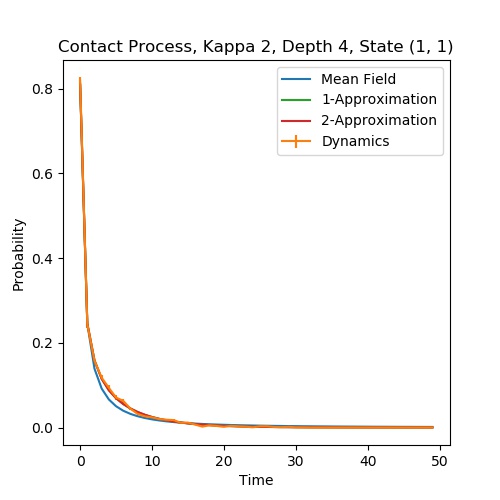 Contact Process, Kappa 2, Depth 4, State (1, 1)
Mean Field
1-Approximation
2-Approximation
Dynamics
Probability
0.8
0.6
0.4
0.2
0.0
0 10 20 30 40 50
Time